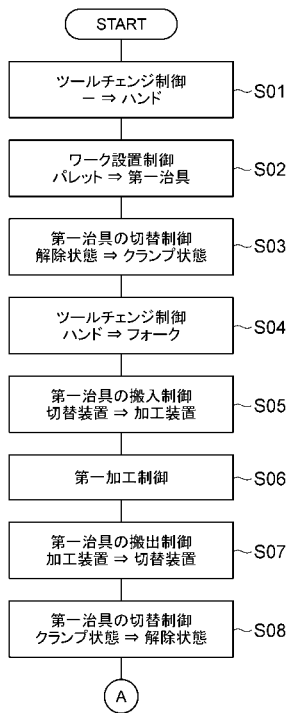 START
ツールチェンジ制御
－ ⇒ ハンド
S01
ワーク設置制御
パレット ⇒ 第一治具
S02
第一治具の切替制御
解除状態 ⇒ クランプ状態
S03
ツールチェンジ制御
ハンド ⇒ フォーク
S04
第一治具の搬入制御
切替装置 ⇒ 加工装置
S05
第一加工制御
S06
第一治具の搬出制御
加工装置 ⇒ 切替装置
S07
第一治具の切替制御
クランプ状態 ⇒ 解除状態
S08
A